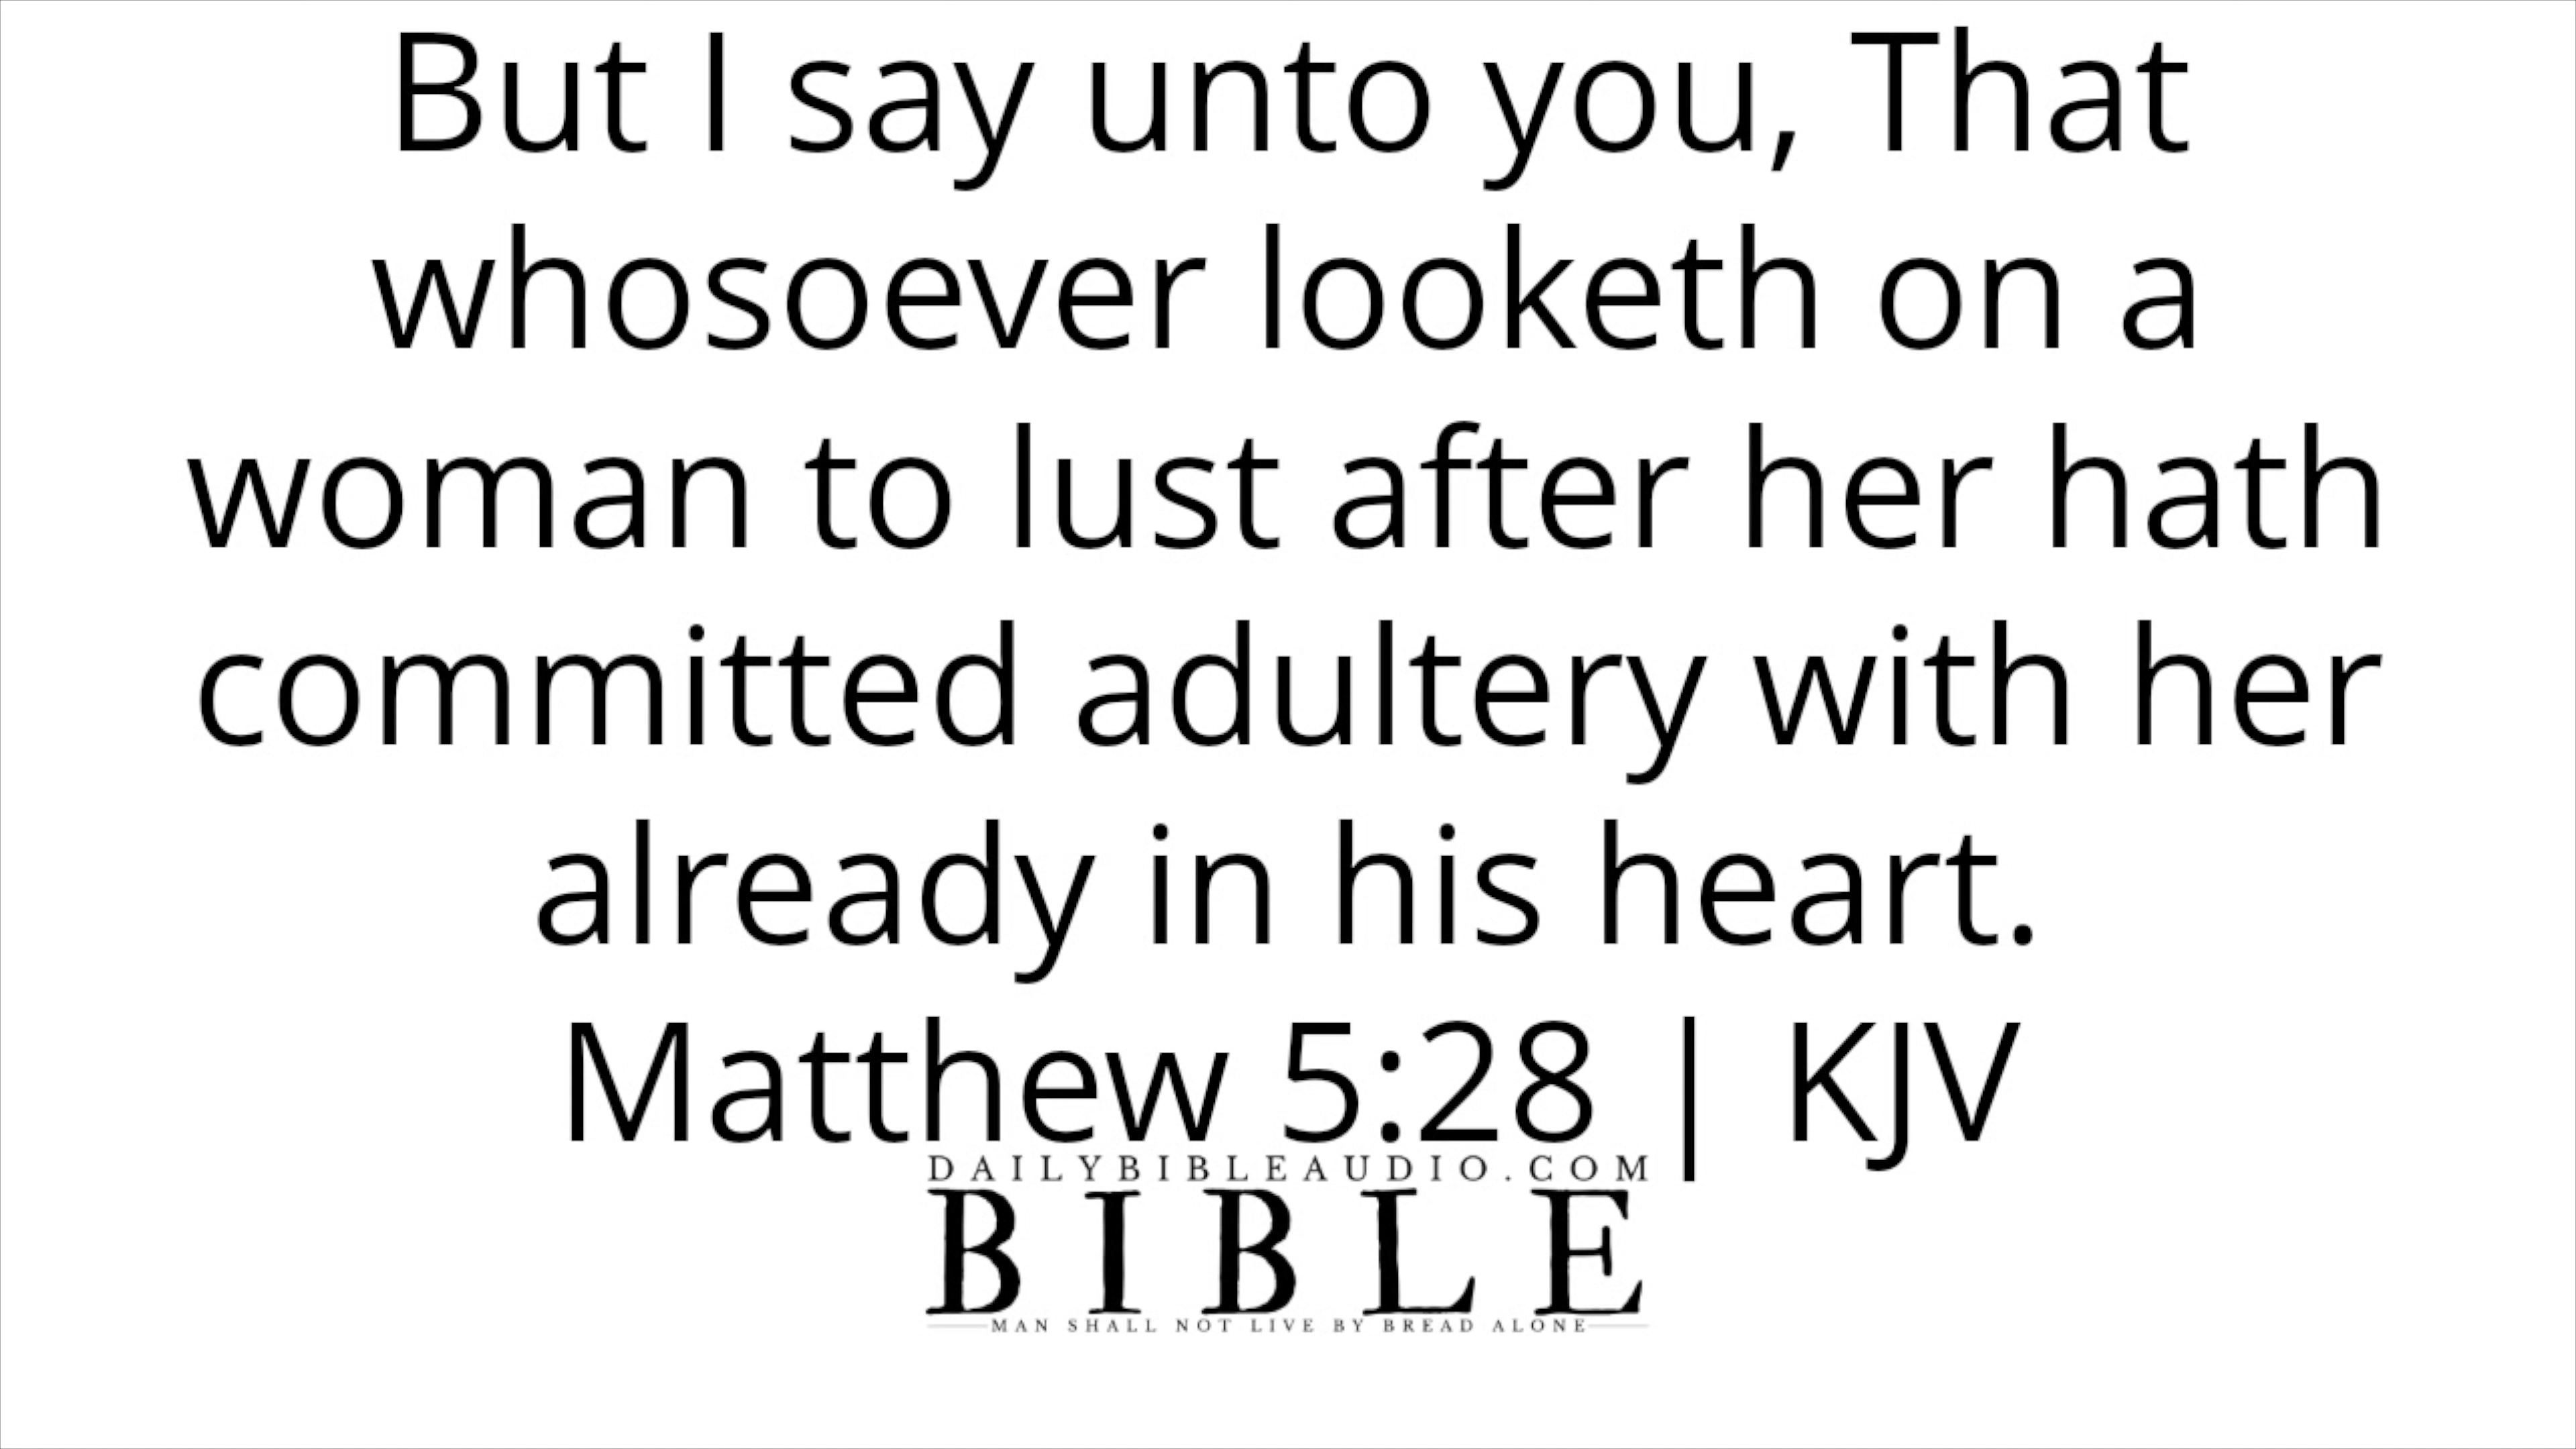 But I say unto you, That
whosoever looketh on a
woman to lust after her hath
committed adultery with her
already in his heart.
Matthew 5:28 | KJV
DAILYBIBLEAUDIO.COM
BIBLE
MAN SHALL NOT LIVE BY BREAD ALONE